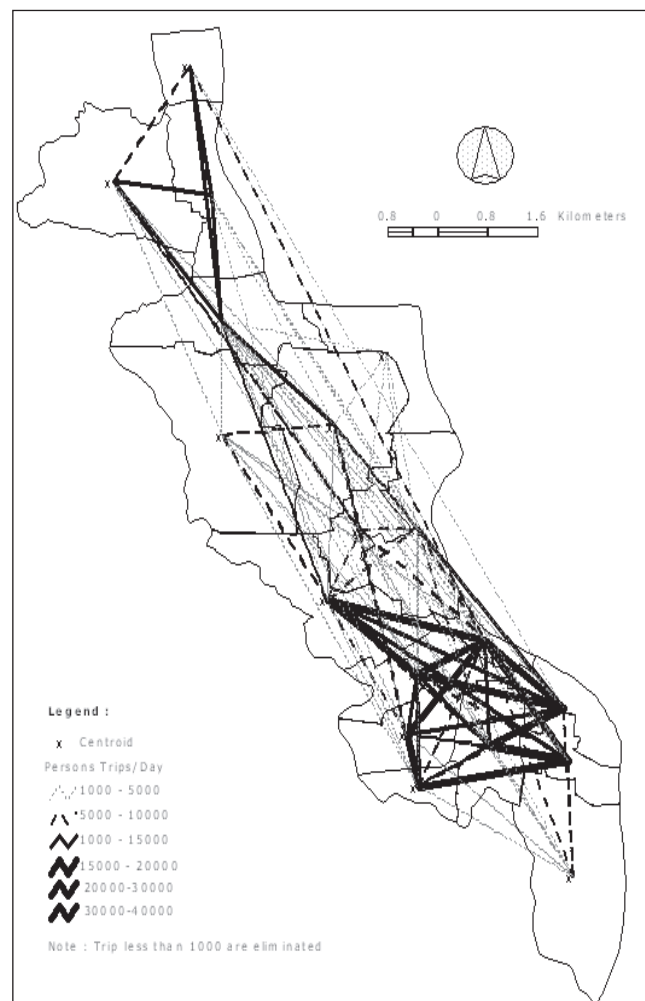 0.8 0 0.8 1.6 Kilometers
Legend :
x Centroid
Persons Trips/Day
1000 - 5000
5000 - 10000
1000 - 15000
15000 - 20000
20000-30000
30000-40000
Note : Trip less than 1000 are eliminated